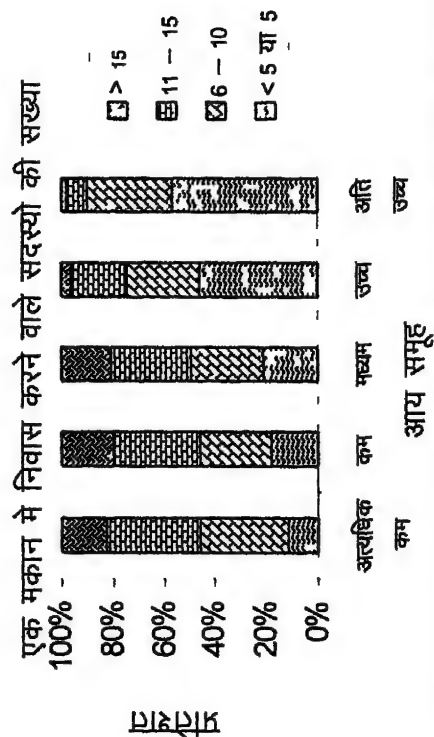 एक मकान मे निवास करने वाले सदस्यो की सख्या
प्रतिशत
100%
80%
60%
40%
20%
0%
अत्यधिक कम
कम
मध्यम
उच्च
अति उच्च
आय समूह
> 15
11 – 15
6 – 10
< 5 या 5